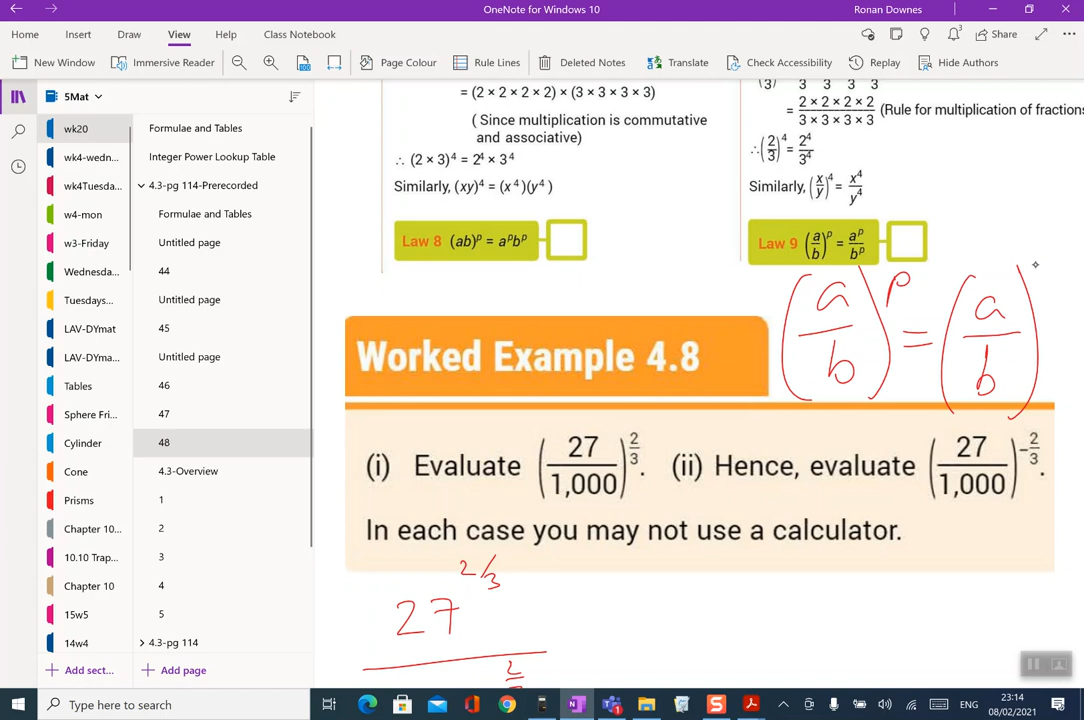 OneNote for Windows 10
Ronan Downes
Home Insert Draw View Help Class Notebook
Share
New Window Immersive Reader Page Colour Rule Lines Deleted Notes Translate Check Accessibility Replay Hide Authors
5Mat
wk20
wk4-wedn...
wk4Tuesda...
w4-mon
w3-Friday
Wednesda...
Tuesdays...
LAV-DYmat
LAV-DYma...
Tables
Sphere Fri...
Cylinder
Cone
Prisms
Chapter 10...
10.10 Trap...
Chapter 10
15w5
14w4
Add sect...
Formulae and Tables
Integer Power Lookup Table
4.3-pg 114-Prerecorded
Formulae and Tables
Untitled page
44
Untitled page
45
Untitled page
46
47
48
4.3-Overview
1
2
3
4
5
4.3-pg 114
Add page
= (2 × 2 × 2 × 2) × (3 × 3 × 3 × 3)
( Since multiplication is commutative
and associative)
∴ (2 × 3)⁴ = 2⁴ × 3⁴
Similarly, (xy)⁴ = (x⁴)(y⁴)
Law 8 (ab)ᵖ = aᵖbᵖ
3) 3 3 3 3
= 2 × 2 × 2 × 2 / 3 × 3 × 3 × 3 (Rule for multiplication of fractions
∴ (2/3)⁴ = 2⁴/3⁴
Similarly, (x/y)⁴ = x⁴/y⁴
Law 9 (a/b)ᵖ = aᵖ/bᵖ
(a/b)ᵖ = (a/b)
Worked Example 4.8
(i) Evaluate (27/1,000)^2/3. (ii) Hence, evaluate (27/1,000)^-2/3.
In each case you may not use a calculator.
27^2/3
2
Type here to search
ENG
23:14
08/02/2021